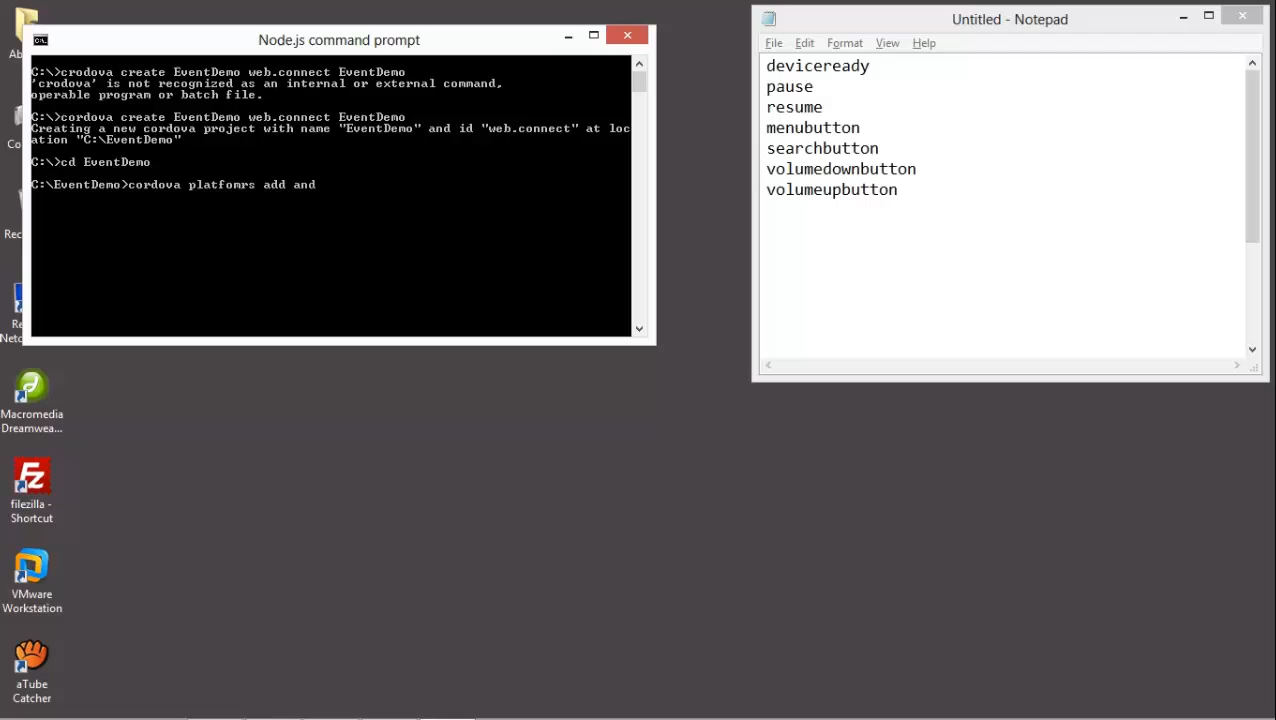 Node.js command prompt
C:\>crodova create EventDemo web.connect EventDemo
'crodova' is not recognized as an internal or external command,
operable program or batch file.
C:\>cordova create EventDemo web.connect EventDemo
Creating a new cordova project with name "EventDemo" and id "web.connect" at loc
ation "C:\EventDemo"
C:\>cd EventDemo
C:\EventDemo>cordova platfomrs add and
Untitled - Notepad
File Edit Format View Help
deviceready
pause
resume
menubutton
searchbutton
volumedownbutton
volumeupbutton
Macromedia
Dreamwea...
filezilla -
Shortcut
VMware
Workstation
aTube
Catcher